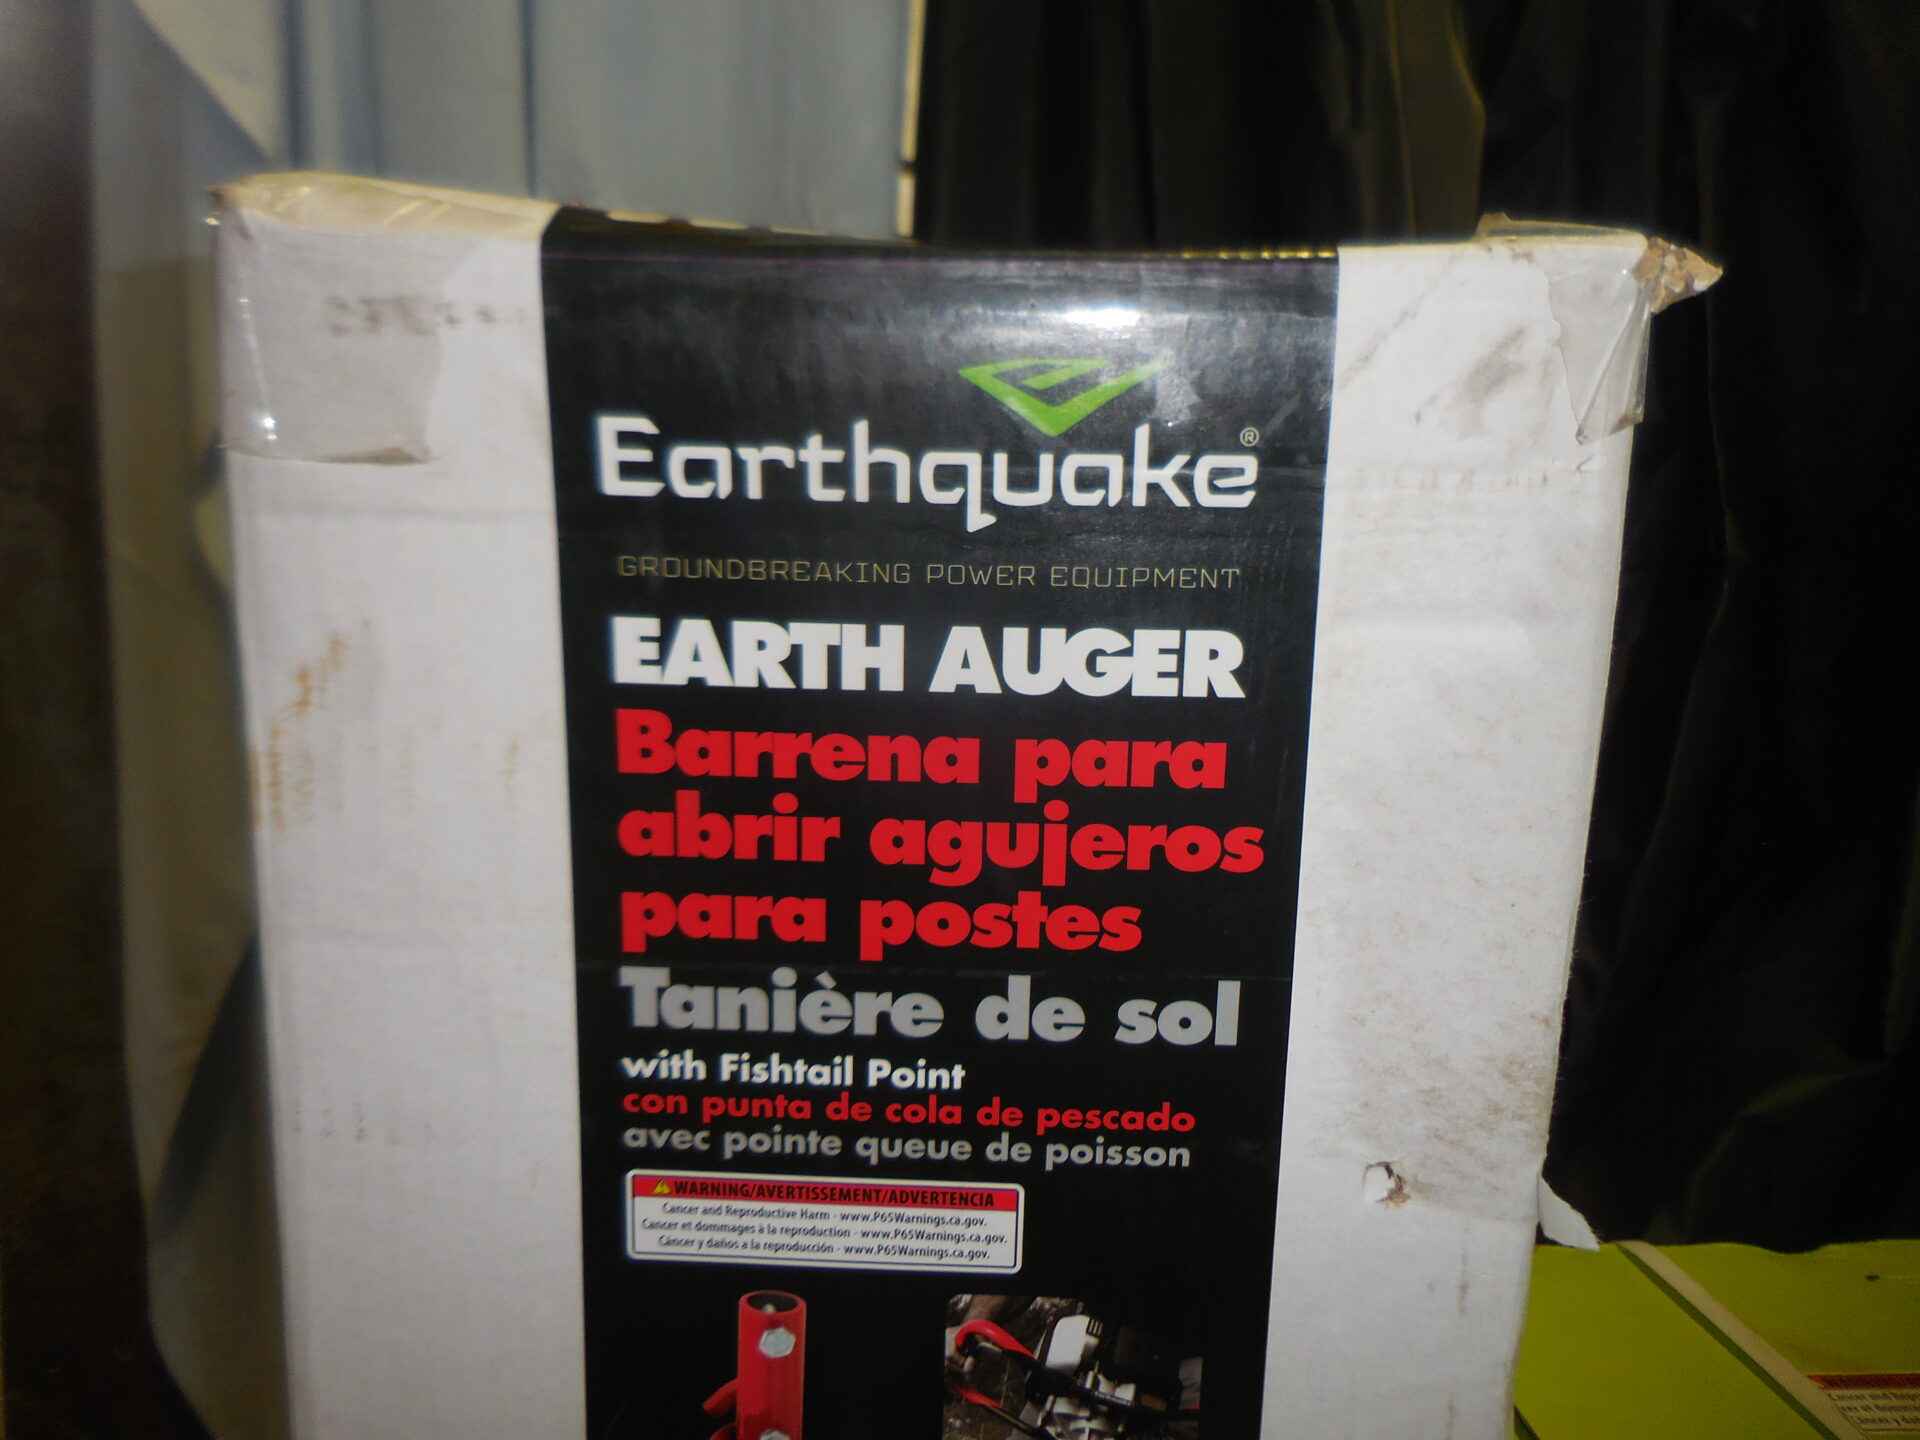 Earthquake®
GROUNDBREAKING POWER EQUIPMENT
EARTH AUGER
Barrena para
abrir agujeros
para postes
Tanière de sol
with Fishtail Point
con punta de cola de pescado
avec pointe queue de poisson
WARNING/AVERTISSEMENT/ADVERTENCIA
Cancer and Reproductive Harm - www.P65Warnings.ca.gov.
Cancer et dommages à la reproduction - www.P65Warnings.ca.gov.
Cáncer y daños a la reproducción - www.P65Warnings.ca.gov.
Cancer and